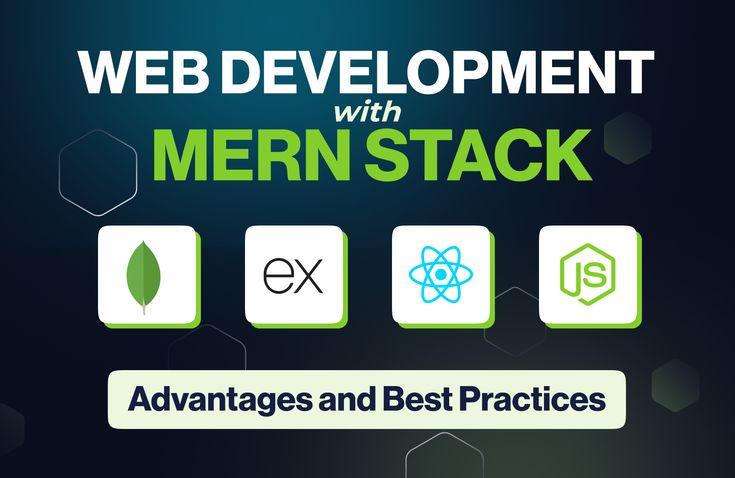 WEB DEVELOPMENT
with
MERN STACK
ex
JS
Advantages and Best Practices